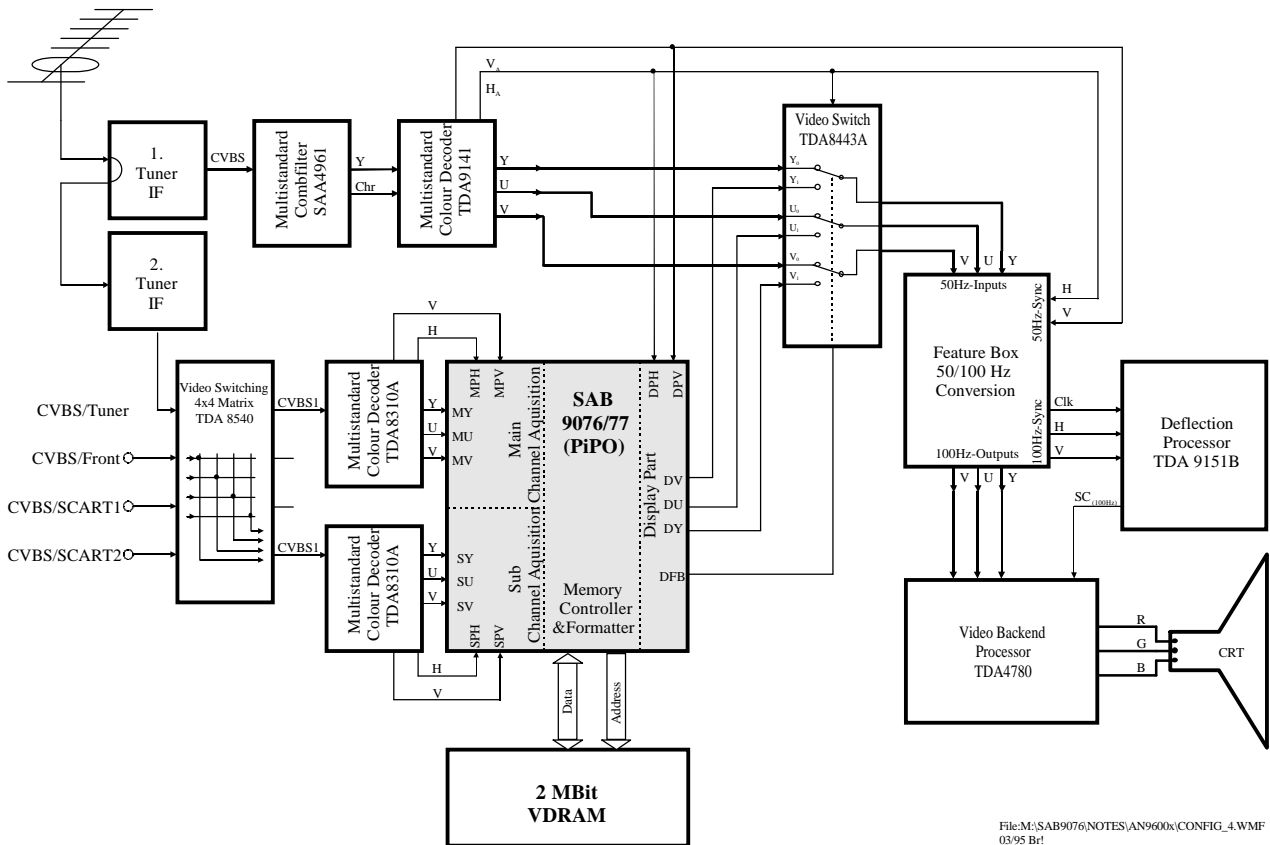 V_A
H_A
1.
Tuner
IF
CVBS
Multistandard
Combfilter
SAA4961
Y
Chr
Multistandard
Colour Decoder
TDA9141
Y
U
V
Video Switch
TDA8443A
Y0
Y1
U0
U1
V0
V1
2.
Tuner
IF
V U Y
50Hz-Inputs
50Hz-Sync
H
V
Feature Box
50/100 Hz
Conversion
100Hz-Sync
100Hz-Outputs
V U Y
Clk
H
V
Deflection
Processor
TDA 9151B
SC(100Hz)
Video Switching
4x4 Matrix
TDA 8540
CVBS/Tuner
CVBS/Front
CVBS/SCART1
CVBS/SCART2
CVBS1
CVBS1
V
H
Multistandard
Colour Decoder
TDA8310A
Y
U
V
Multistandard
Colour Decoder
TDA8310A
Y
U
V
H
V
MPH
MPV
MY
MU
MV
Main
Channel Aquisition
SAB
9076/77
(PiPO)
DPH
DPV
Display Part
DV
DU
DY
DFB
SY
SU
SV
Sub
Channel Aquisition
SPH
SPV
Memory
Controller
&Formatter
Data
Address
2 MBit
VDRAM
Video Backend
Processor
TDA4780
R
G
B
CRT
File:M:\SAB9076\NOTES\AN9600x\CONFIG_4.WMF
03/95 Br!